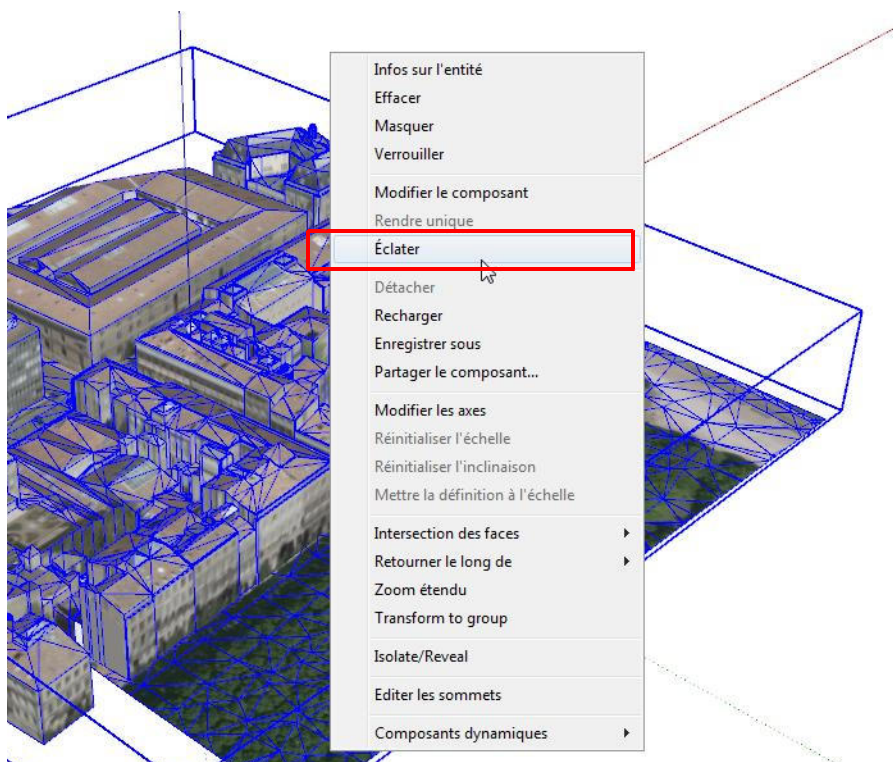 Infos sur l'entité
Effacer
Masquer
Verrouiller
Modifier le composant
Rendre unique
Éclater
Détacher
Recharger
Enregistrer sous
Partager le composant...
Modifier les axes
Réinitialiser l'échelle
Réinitialiser l'inclinaison
Mettre la définition à l'échelle
Intersection des faces
Retourner le long de
Zoom étendu
Transform to group
Isolate/Reveal
Editer les sommets
Composants dynamiques